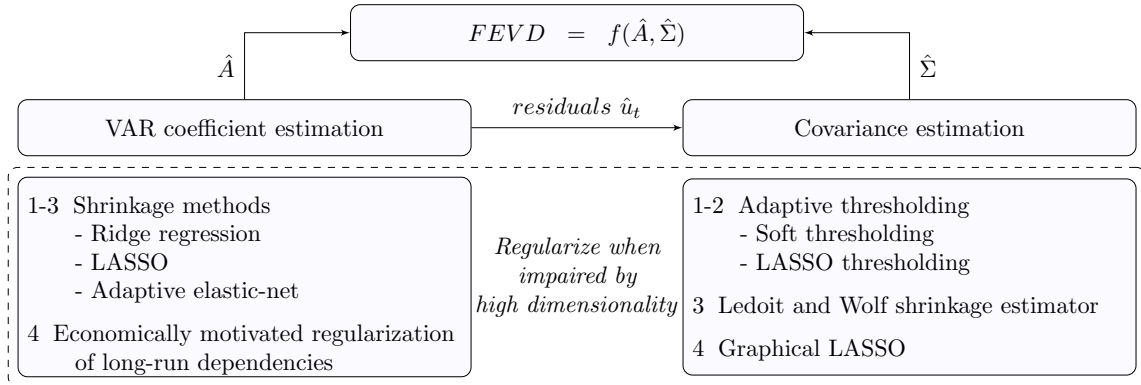 FEVD = f(Â, Σ̂)
Â
Σ̂
VAR coefficient estimation
residuals û_t
Covariance estimation
1-3 Shrinkage methods
- Ridge regression
- LASSO
- Adaptive elastic-net
4 Economically motivated regularization
of long-run dependencies
Regularize when
impaired by
high dimensionality
1-2 Adaptive thresholding
- Soft thresholding
- LASSO thresholding
3 Ledoit and Wolf shrinkage estimator
4 Graphical LASSO